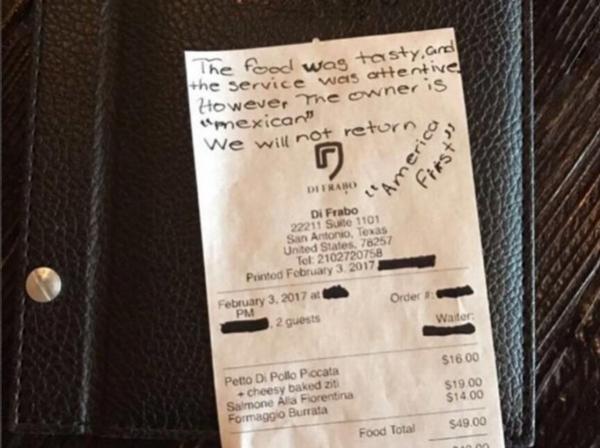 The food was tasty, and
the service was attentive.
However The owner is
"mexican"
We will not return
"America
First"
DI FRABO
Di Frabo
22211 Suite 1101
San Antonio, Texas
United States, 78257
Tel: 2102720758
Printed February 3, 2017
February 3, 2017 at
PM
Order #:
, 2 guests
Waiter:
$16.00
Petto Di Pollo Piccata
+ cheesy baked ziti
$19.00
Salmone Alla Fiorentina
$14.00
Formaggio Burrata
Food Total $49.00